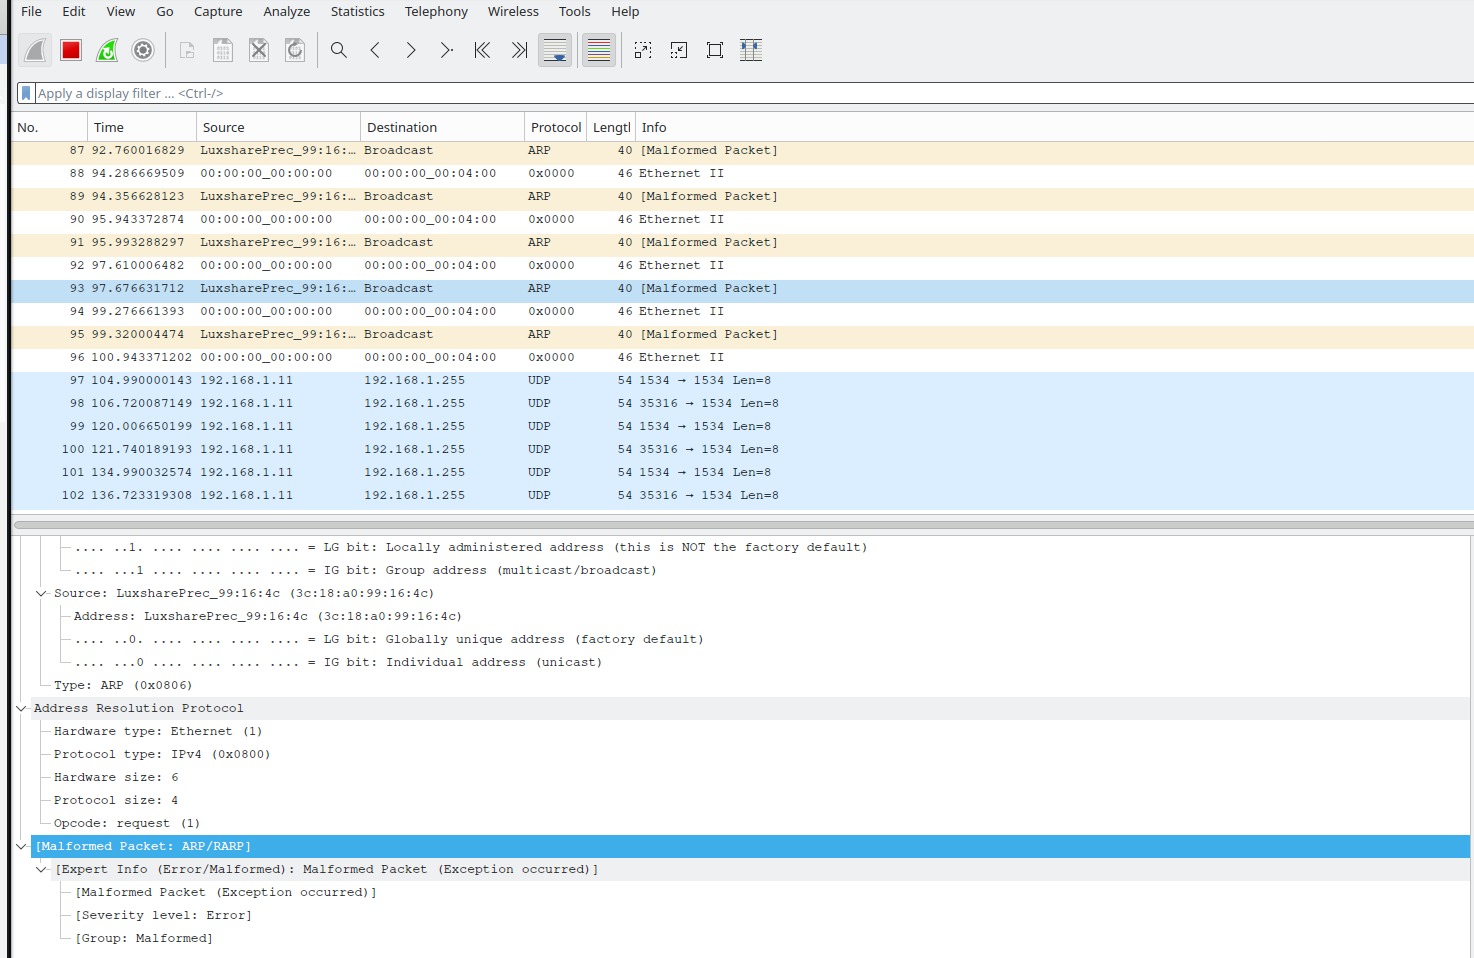 File Edit View Go Capture Analyze Statistics Telephony Wireless Tools Help
Apply a display filter ... <Ctrl-/>
No. Time Source Destination Protocol Lengtl Info
87 92.760016829 LuxsharePrec_99:16:… Broadcast ARP 40 [Malformed Packet]
88 94.286669509 00:00:00_00:00:00 00:00:00_00:04:00 0x0000 46 Ethernet II
89 94.356628123 LuxsharePrec_99:16:… Broadcast ARP 40 [Malformed Packet]
90 95.943372874 00:00:00_00:00:00 00:00:00_00:04:00 0x0000 46 Ethernet II
91 95.993288297 LuxsharePrec_99:16:… Broadcast ARP 40 [Malformed Packet]
92 97.610006482 00:00:00_00:00:00 00:00:00_00:04:00 0x0000 46 Ethernet II
93 97.676631712 LuxsharePrec_99:16:… Broadcast ARP 40 [Malformed Packet]
94 99.276661393 00:00:00_00:00:00 00:00:00_00:04:00 0x0000 46 Ethernet II
95 99.320004474 LuxsharePrec_99:16:… Broadcast ARP 40 [Malformed Packet]
96 100.943371202 00:00:00_00:00:00 00:00:00_00:04:00 0x0000 46 Ethernet II
97 104.990000143 192.168.1.11 192.168.1.255 UDP 54 1534 → 1534 Len=8
98 106.720087149 192.168.1.11 192.168.1.255 UDP 54 35316 → 1534 Len=8
99 120.006650199 192.168.1.11 192.168.1.255 UDP 54 1534 → 1534 Len=8
100 121.740189193 192.168.1.11 192.168.1.255 UDP 54 35316 → 1534 Len=8
101 134.990032574 192.168.1.11 192.168.1.255 UDP 54 1534 → 1534 Len=8
102 136.723319308 192.168.1.11 192.168.1.255 UDP 54 35316 → 1534 Len=8
.... ..1. .... .... .... .... = LG bit: Locally administered address (this is NOT the factory default)
.... ...1 .... .... .... .... = IG bit: Group address (multicast/broadcast)
Source: LuxsharePrec_99:16:4c (3c:18:a0:99:16:4c)
Address: LuxsharePrec_99:16:4c (3c:18:a0:99:16:4c)
.... ..0. .... .... .... .... = LG bit: Globally unique address (factory default)
.... ...0 .... .... .... .... = IG bit: Individual address (unicast)
Type: ARP (0x0806)
Address Resolution Protocol
Hardware type: Ethernet (1)
Protocol type: IPv4 (0x0800)
Hardware size: 6
Protocol size: 4
Opcode: request (1)
[Malformed Packet: ARP/RARP]
[Expert Info (Error/Malformed): Malformed Packet (Exception occurred)]
[Malformed Packet (Exception occurred)]
[Severity level: Error]
[Group: Malformed]